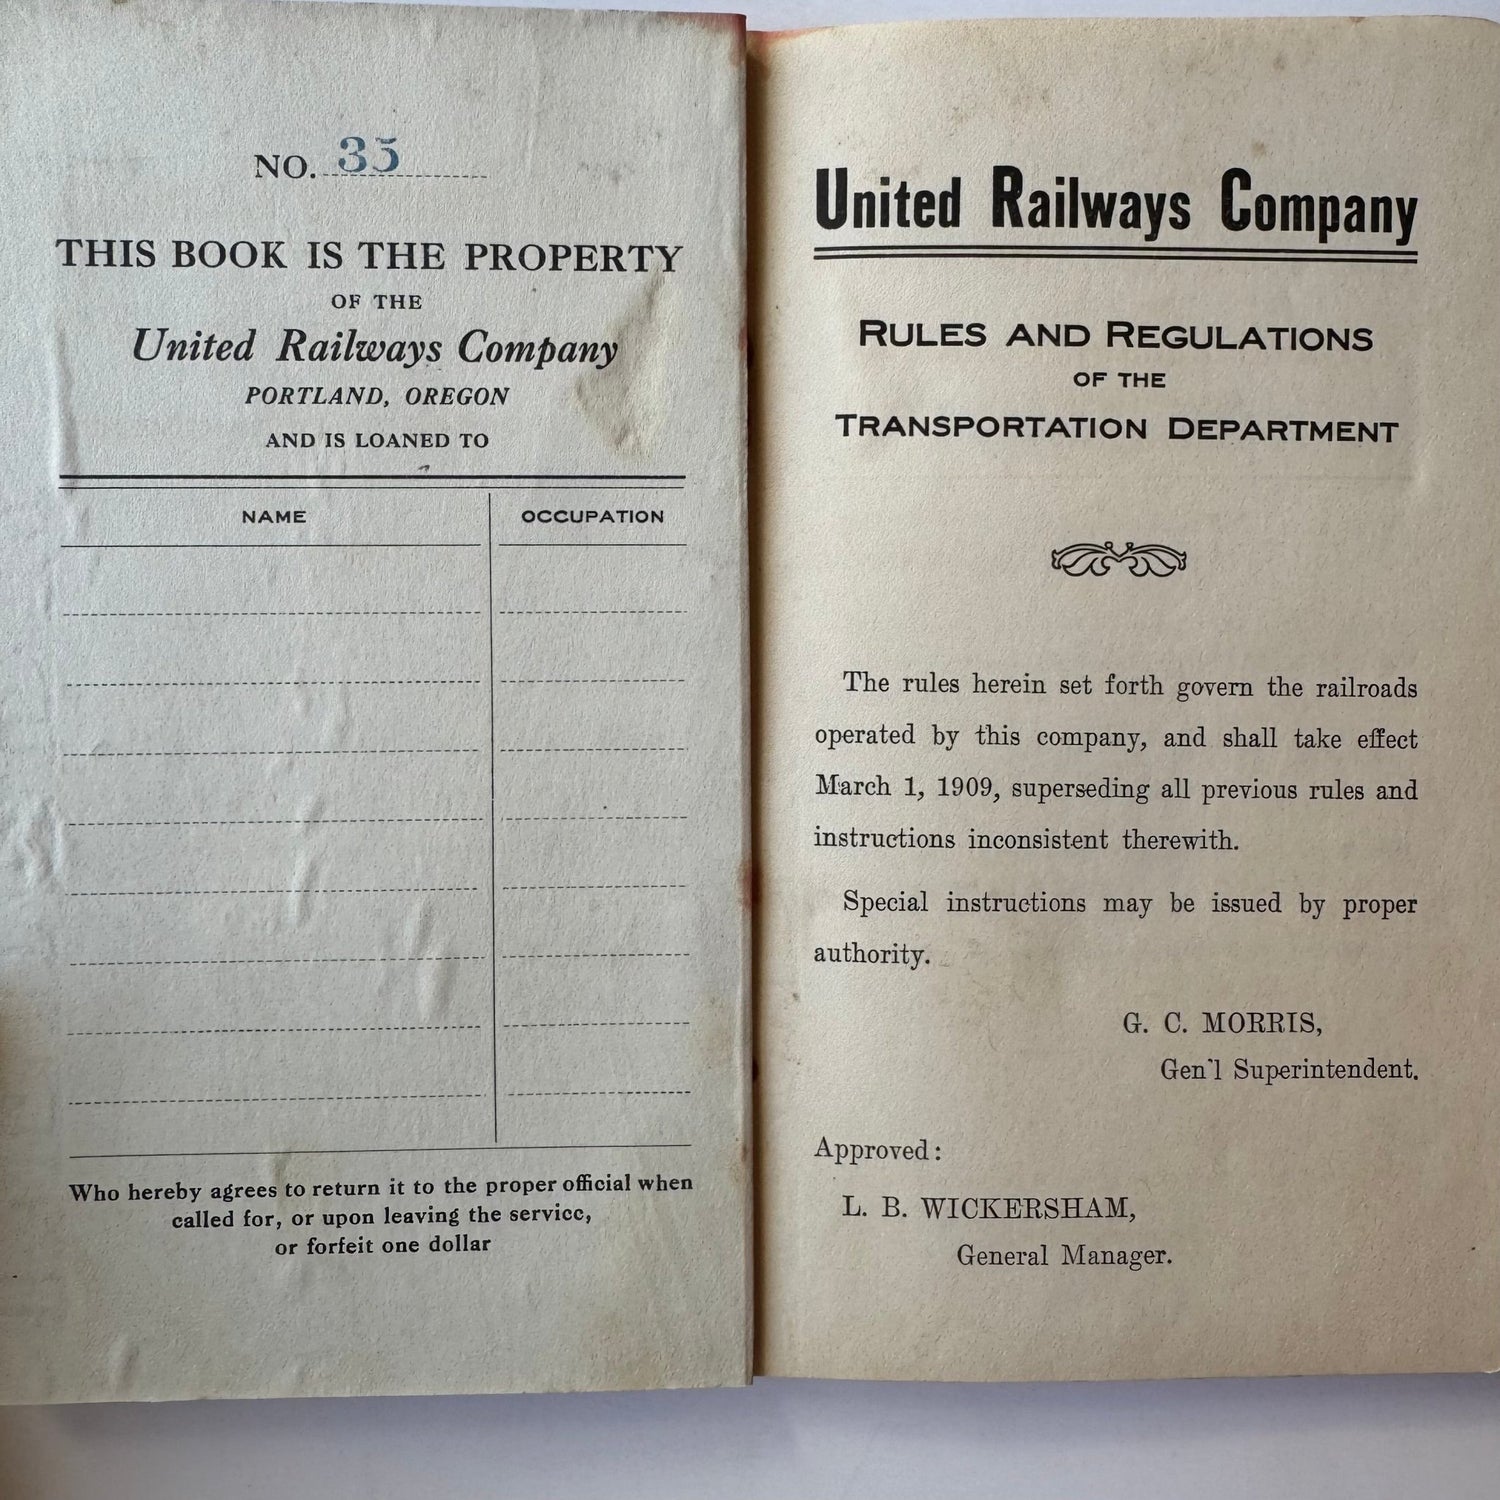 NO. 35
THIS BOOK IS THE PROPERTY
OF THE
United Railways Company
PORTLAND, OREGON
AND IS LOANED TO
NAME OCCUPATION
Who hereby agrees to return it to the proper official when
called for, or upon leaving the service,
or forfeit one dollar
United Railways Company
RULES AND REGULATIONS
OF THE
TRANSPORTATION DEPARTMENT
The rules herein set forth govern the railroads
operated by this company, and shall take effect
March 1, 1909, superseding all previous rules and
instructions inconsistent therewith.
Special instructions may be issued by proper
authority.
G. C. MORRIS,
Gen'l Superintendent.
Approved:
L. B. WICKERSHAM,
General Manager.